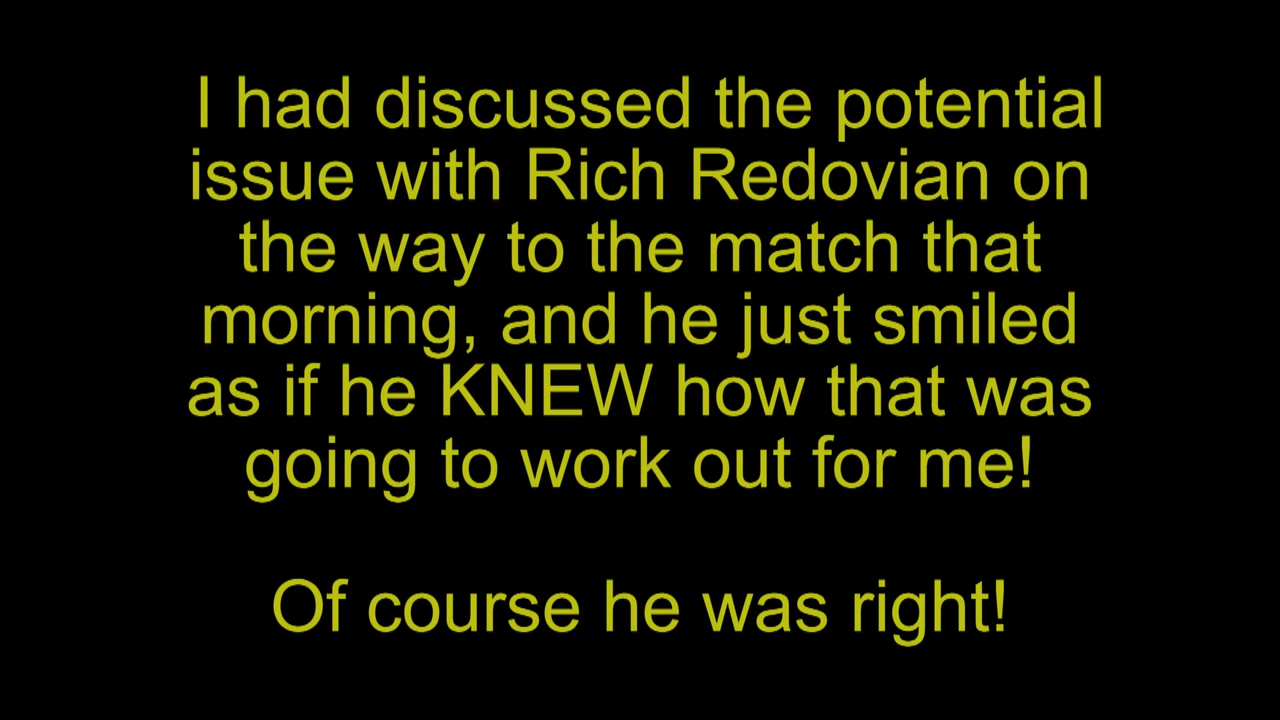 I had discussed the potential
issue with Rich Redovian on
the way to the match that
morning, and he just smiled
as if he KNEW how that was
going to work out for me!
Of course he was right!